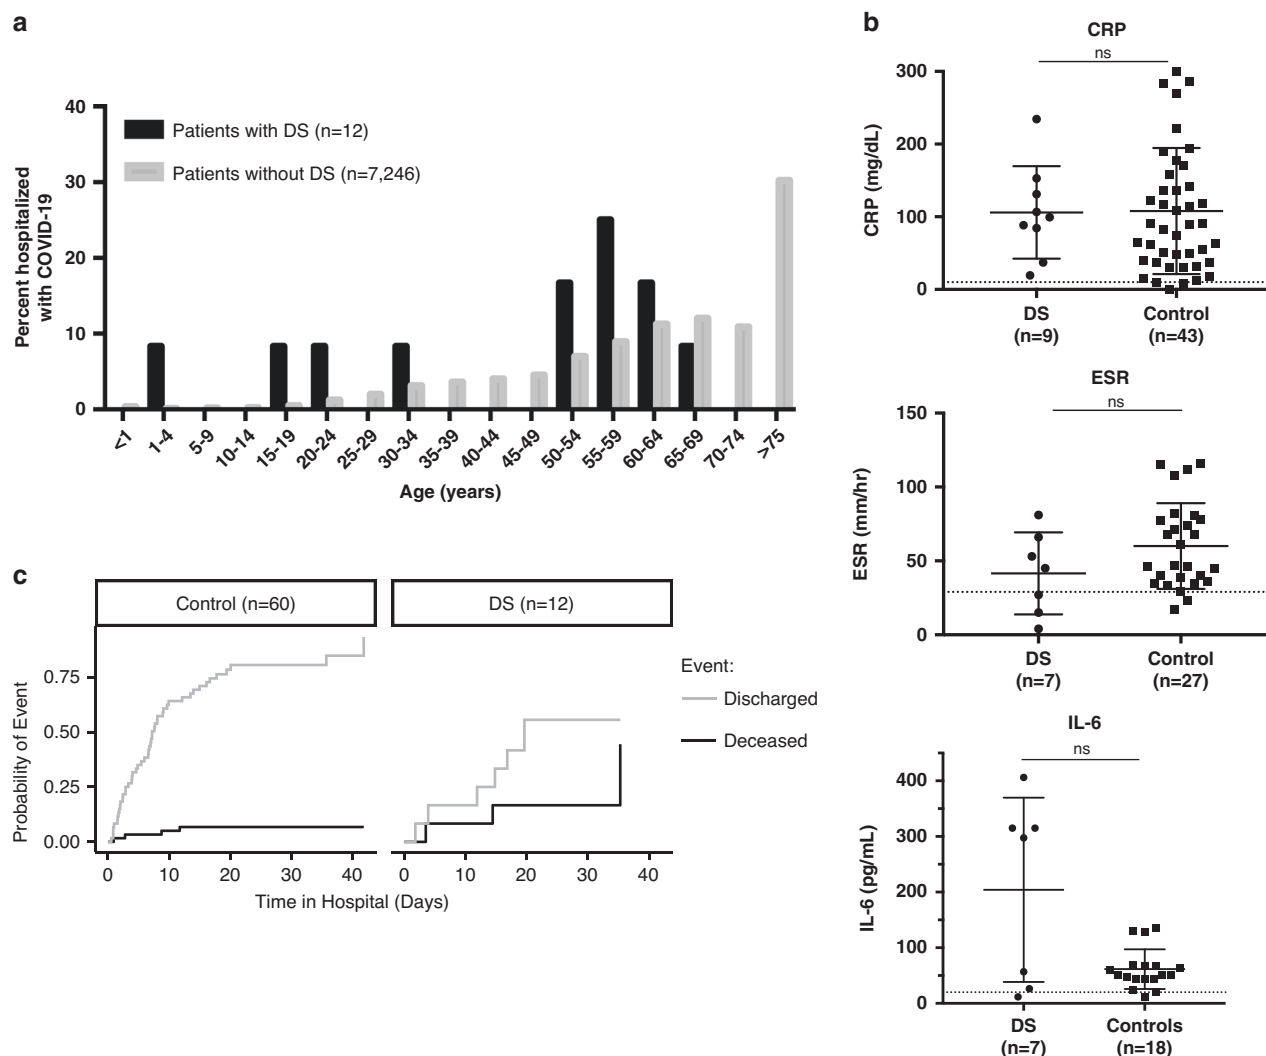 a
40
30
20
10
0
Percent hospitalized
with COVID-19
Patients with DS (n=12)
Patients without DS (n=7,246)
<1
1-4
5-9
10-14
15-19
20-24
25-29
30-34
35-39
40-44
45-49
50-54
55-59
60-64
65-69
70-74
>75
Age (years)
b
CRP
ns
300
200
100
0
CRP (mg/dL)
DS
(n=9)
Control
(n=43)
ESR
ns
150
100
50
0
ESR (mm/hr)
DS
(n=7)
Control
(n=27)
IL-6
ns
400
300
200
100
0
IL-6 (pg/mL)
DS
(n=7)
Controls
(n=18)
c
Control (n=60)
DS (n=12)
0.75
0.50
0.25
0.00
Probability of Event
0 10 20 30 40
0 10 20 30 40
Time in Hospital (Days)
Event:
Discharged
Deceased